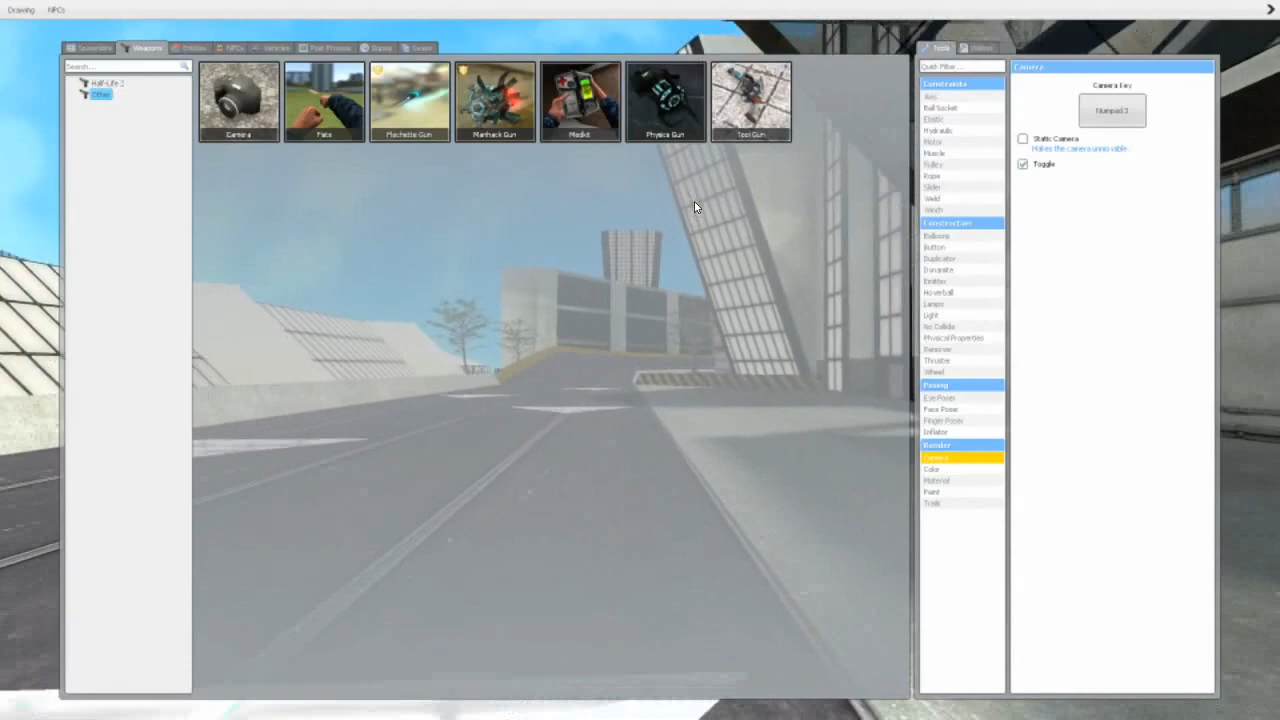 Drawing NPCs
Weapons Entities NPCs Vehicles Post Process Dupes Saves
Tools Utilities
Search...
Half-Life 2
Other
Camera
Fists
Manhack Gun
Medkit
Physics Gun
Tool Gun
Quick Filter...
Constraints
Axis
Ball Socket
Elastic
Hydraulic
Motor
Muscle
Pulley
Rope
Slider
Weld
Winch
Construction
Balloons
Button
Duplicator
Dynamite
Emitter
Hoverball
Lamps
Light
No Collide
Physical Properties
Remover
Thruster
Wheel
Posing
Eye Poser
Face Poser
Finger Poser
Inflator
Render
Camera
Color
Material
Paint
Trails
Camera
Camera Key
Numpad 3
Static Camera
Makes the camera unmovable.
Toggle